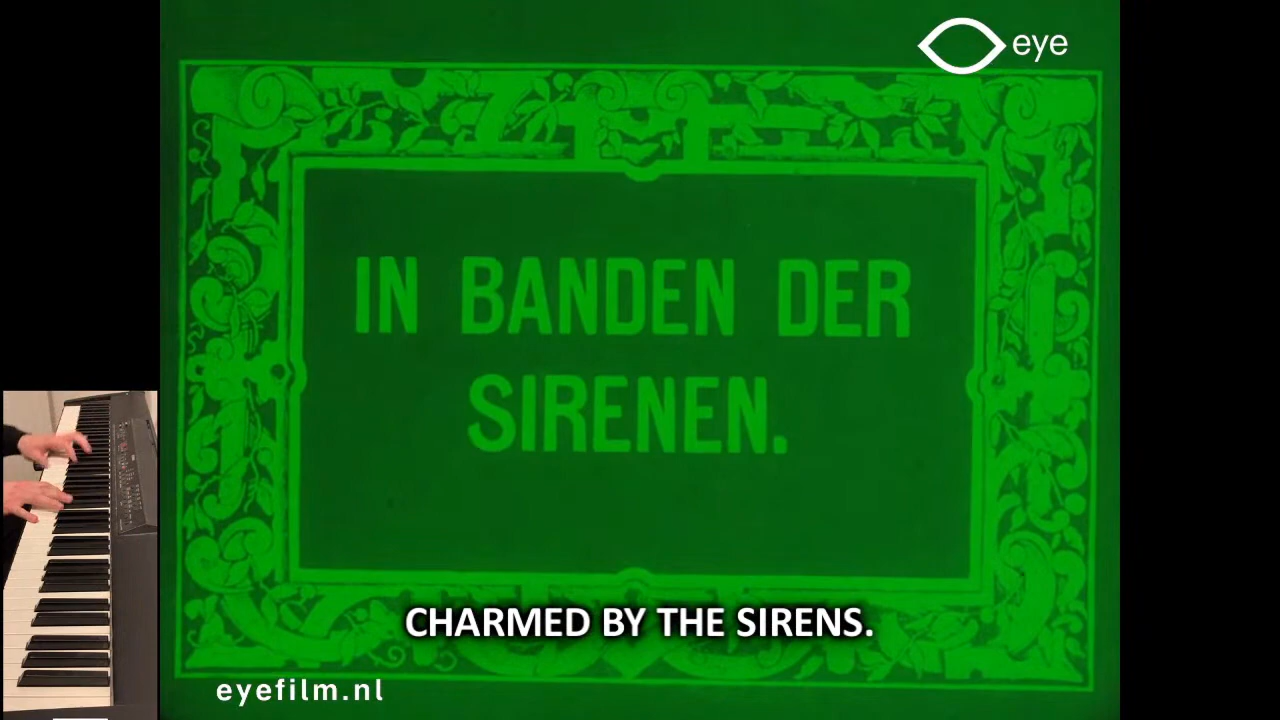 eye
IN BANDEN DER
SIRENEN.
CHARMED BY THE SIRENS.
eyefilm.nl